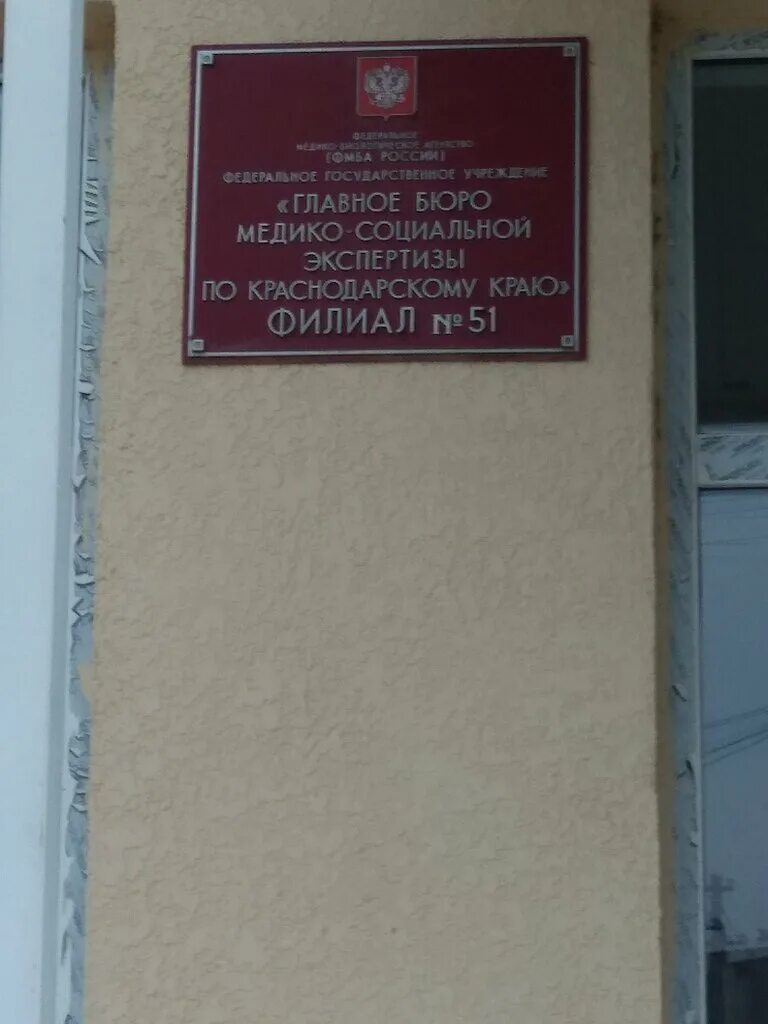 ФЕДЕРАЛЬНОЕ
МЕДИКО-БИОЛОГИЧЕСКОЕ АГЕНТСТВО
(ФМБА РОССИИ)
ФЕДЕРАЛЬНОЕ ГОСУДАРСТВЕННОЕ УЧРЕЖДЕНИЕ
«ГЛАВНОЕ БЮРО
МЕДИКО-СОЦИАЛЬНОЙ
ЭКСПЕРТИЗЫ
ПО КРАСНОДАРСКОМУ КРАЮ»
ФИЛИАЛ №51